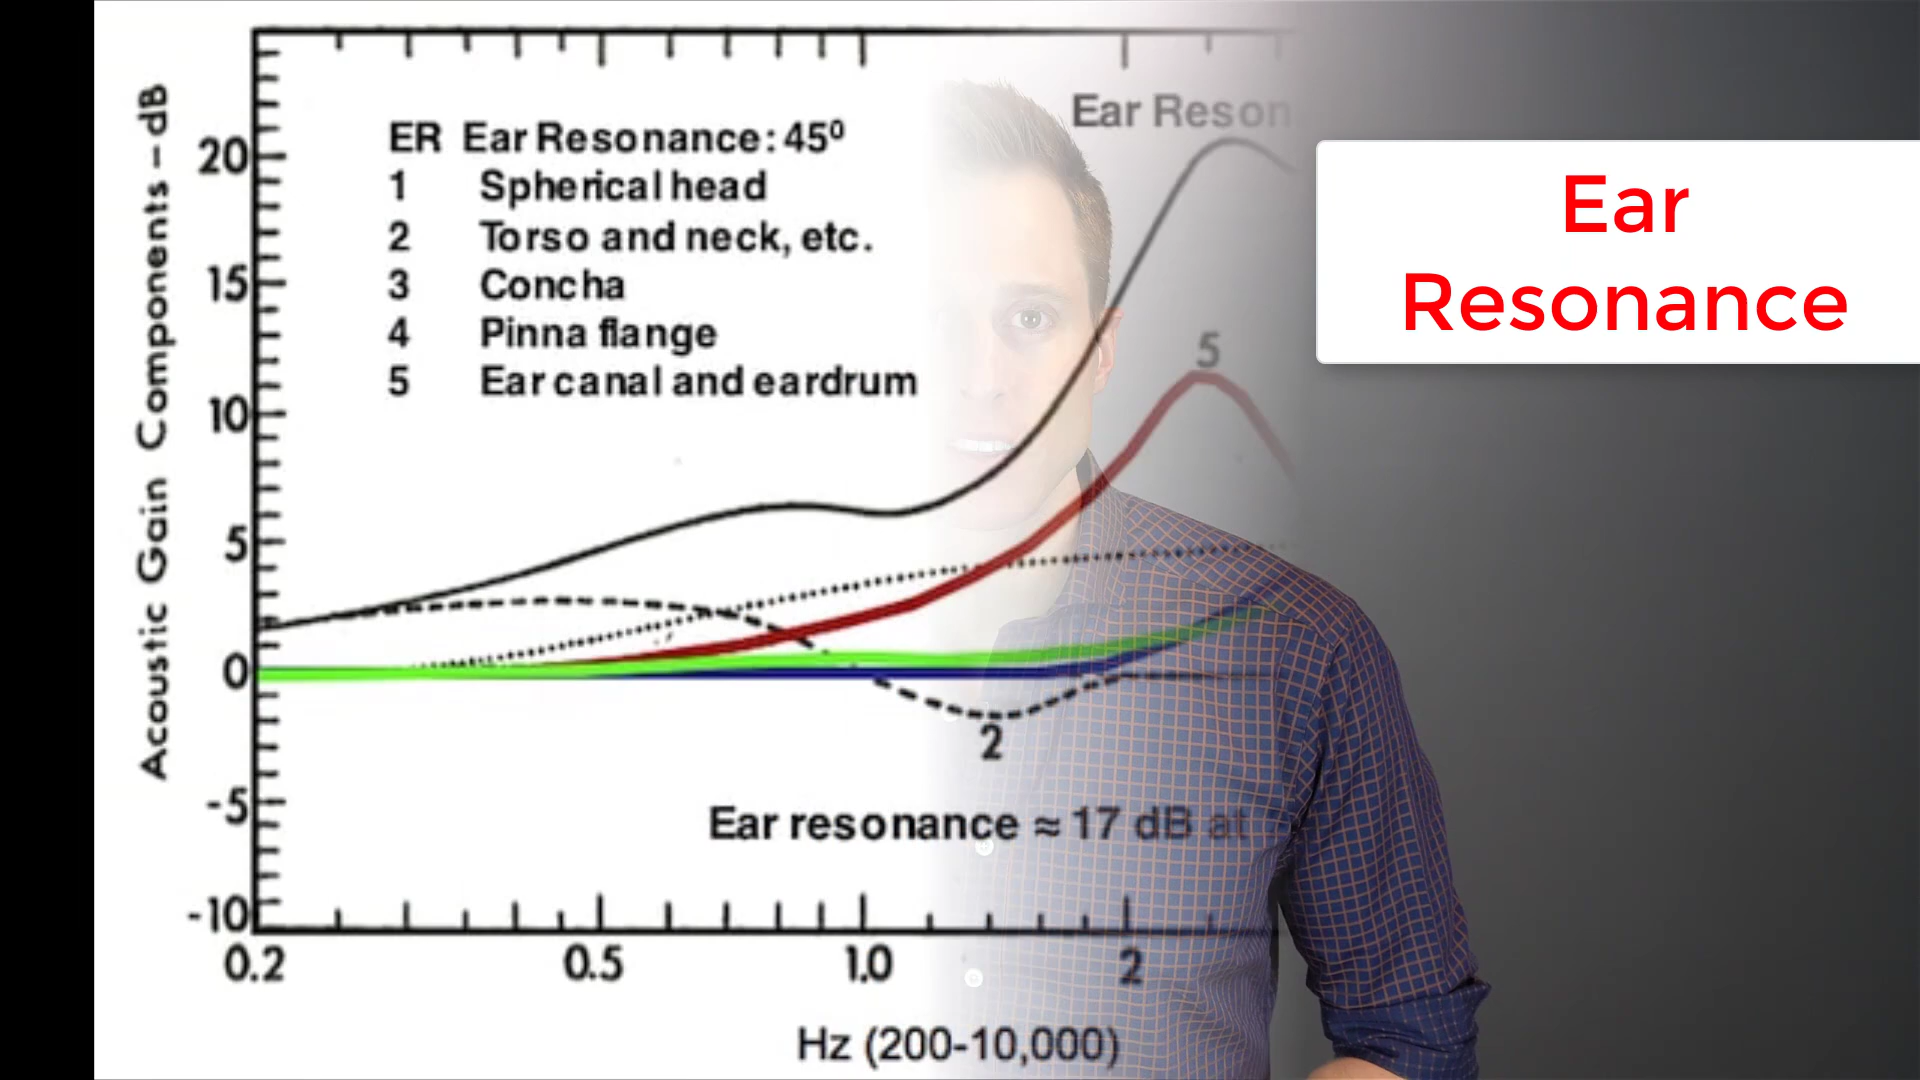 Acoustic Gain Components – dB
20
15
10
5
0
-5
-10
ER Ear Resonance: 45º
1 Spherical head
2 Torso and neck, etc.
3 Concha
4 Pinna flange
5 Ear canal and eardrum
Ear Reson
Ear
Resonance
5
2
Ear resonance ≈ 17 dB at
0.2 0.5 1.0 2
Hz (200-10,000)